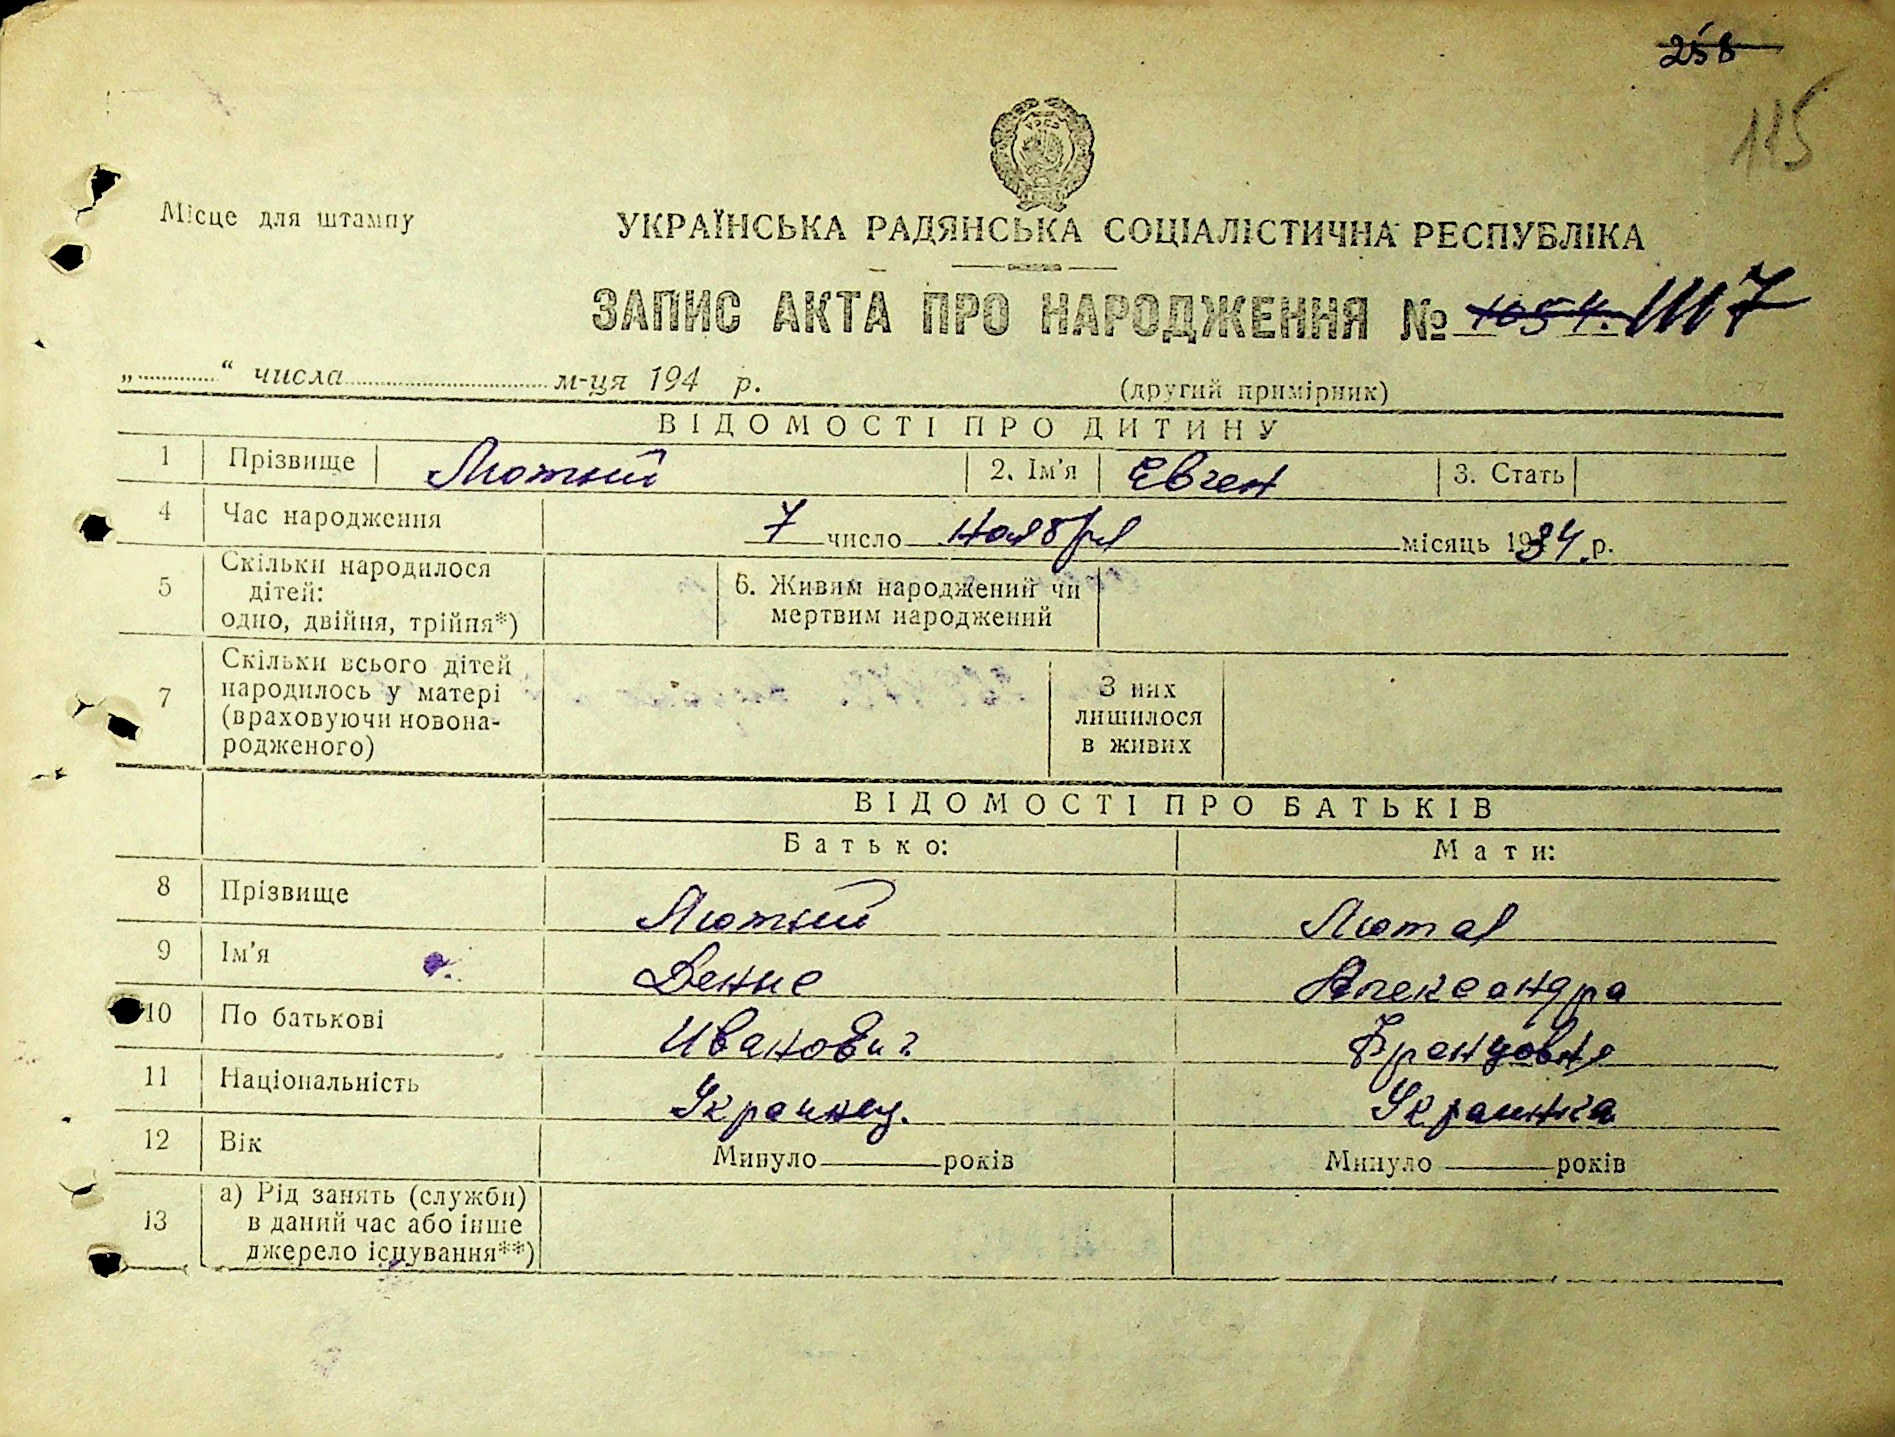 258
115
УРСР
Місце для штампу
УКРАЇНСЬКА РАДЯНСЬКА СОЦІАЛІСТИЧНА РЕСПУБЛІКА
ЗАПИС АКТА ПРО НАРОДЖЕННЯ № 1054. 1117
„............“ числа.............................. м-ця 194 р. (другий примірник)
ВІДОМОСТІ ПРО ДИТИНУ
1 Прізвище Лютий 2. Ім'я Евген 3. Стать
4 Час народження 7 число Ноября місяць 1934 р.
5 Скільки народилося дітей: одно, двійня, трійня*) 6. Живим народжений чи мертвим народжений
7 Скільки всього дітей народилось у матері (враховуючи новонародженого) З них лишилося в живих
ВІДОМОСТІ ПРО БАТЬКІВ
Батько: Мати:
8 Прізвище Лютый Лютая
9 Ім'я Денис Александра
10 По батькові Иванович Францовня
11 Національність Украинец. Украинка
12 Вік Минуло ______ років Минуло ______ років
13 а) Рід занять (служби) в даний час або інше джерело існування**)